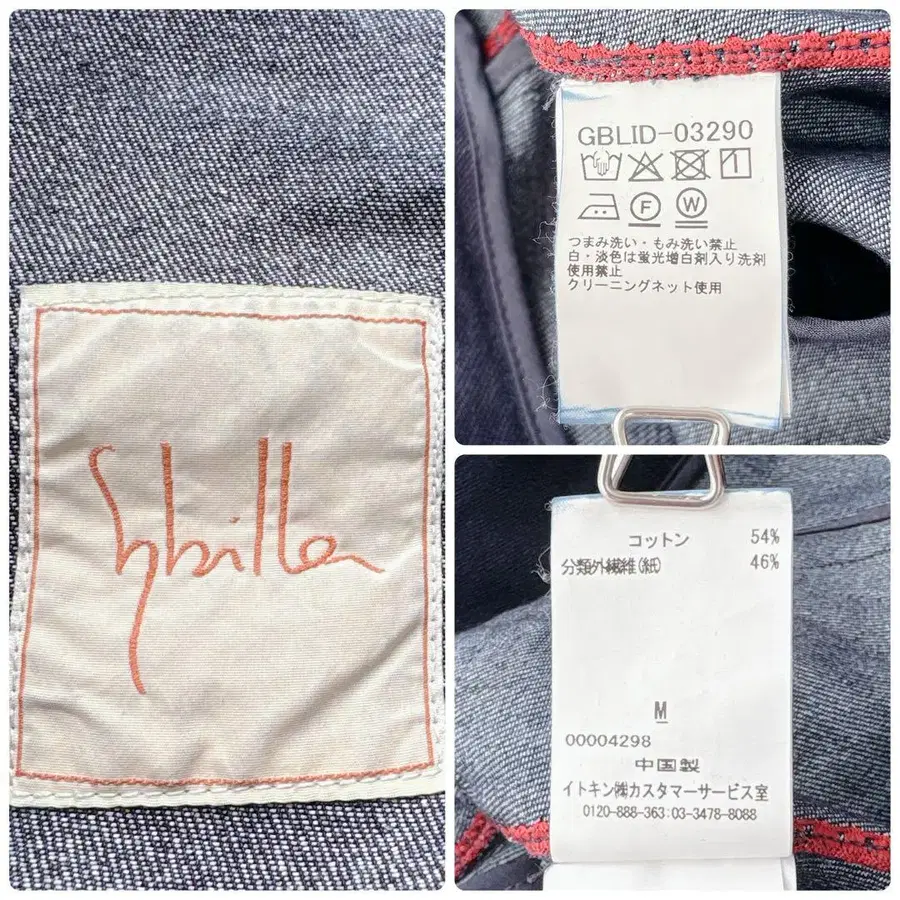 Sybilla
GBLID-03290
つまみ洗い・もみ洗い禁止
白・淡色は蛍光増白剤入り洗剤
使用禁止
クリーニングネット使用
コットン 54%
分類外繊維(紙) 46%
M
00004298
中国製
イトキン㈱カスタマーサービス室
0120-888-363:03-3478-8088